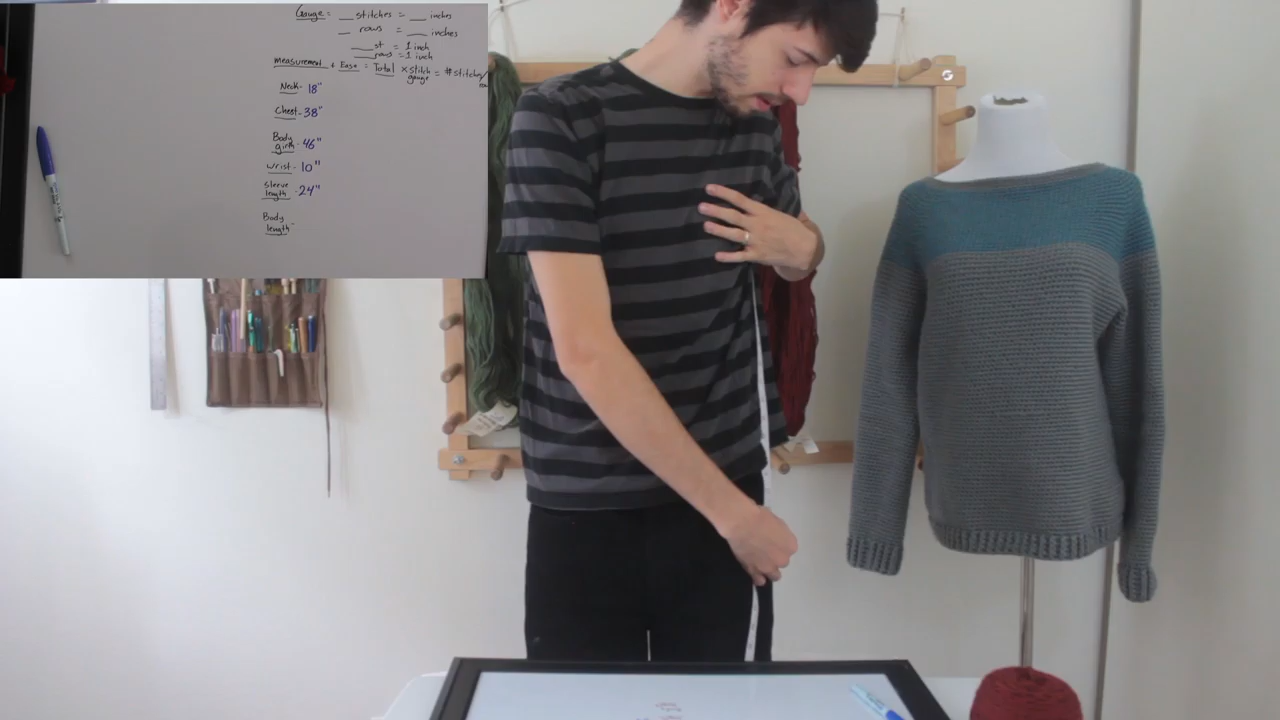 Gauge = __ stitches = __ inches
__ rows = __ inches
__ st = 1 inch
__ rows = 1 inch
measurement + Ease = Total × stitch gauge = # stitches/
Neck - 18"
Chest - 38"
Body girth - 46"
wrist - 10"
sleeve length - 24"
Body length -